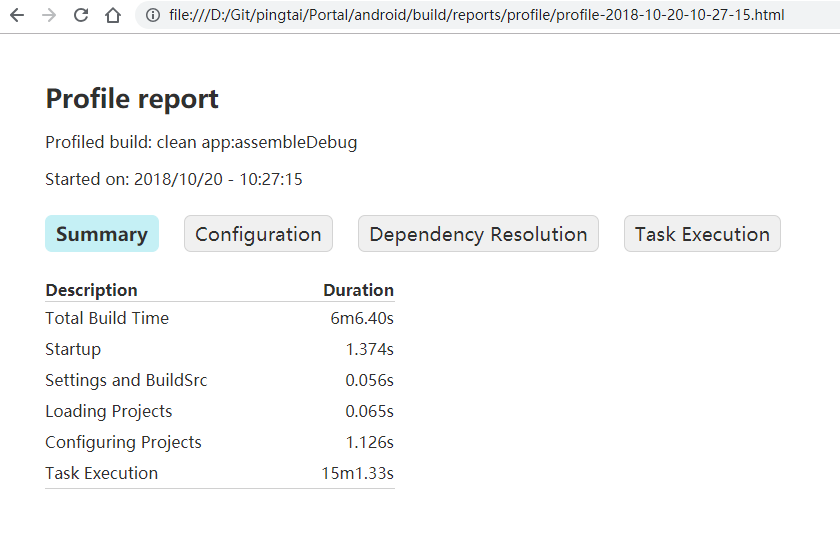 file:///D:/Git/pingtai/Portal/android/build/reports/profile/profile-2018-10-20-10-27-15.html
Profile report
Profiled build: clean app:assembleDebug
Started on: 2018/10/20 - 10:27:15
Summary Configuration Dependency Resolution Task Execution
Description Duration
Total Build Time 6m6.40s
Startup 1.374s
Settings and BuildSrc 0.056s
Loading Projects 0.065s
Configuring Projects 1.126s
Task Execution 15m1.33s